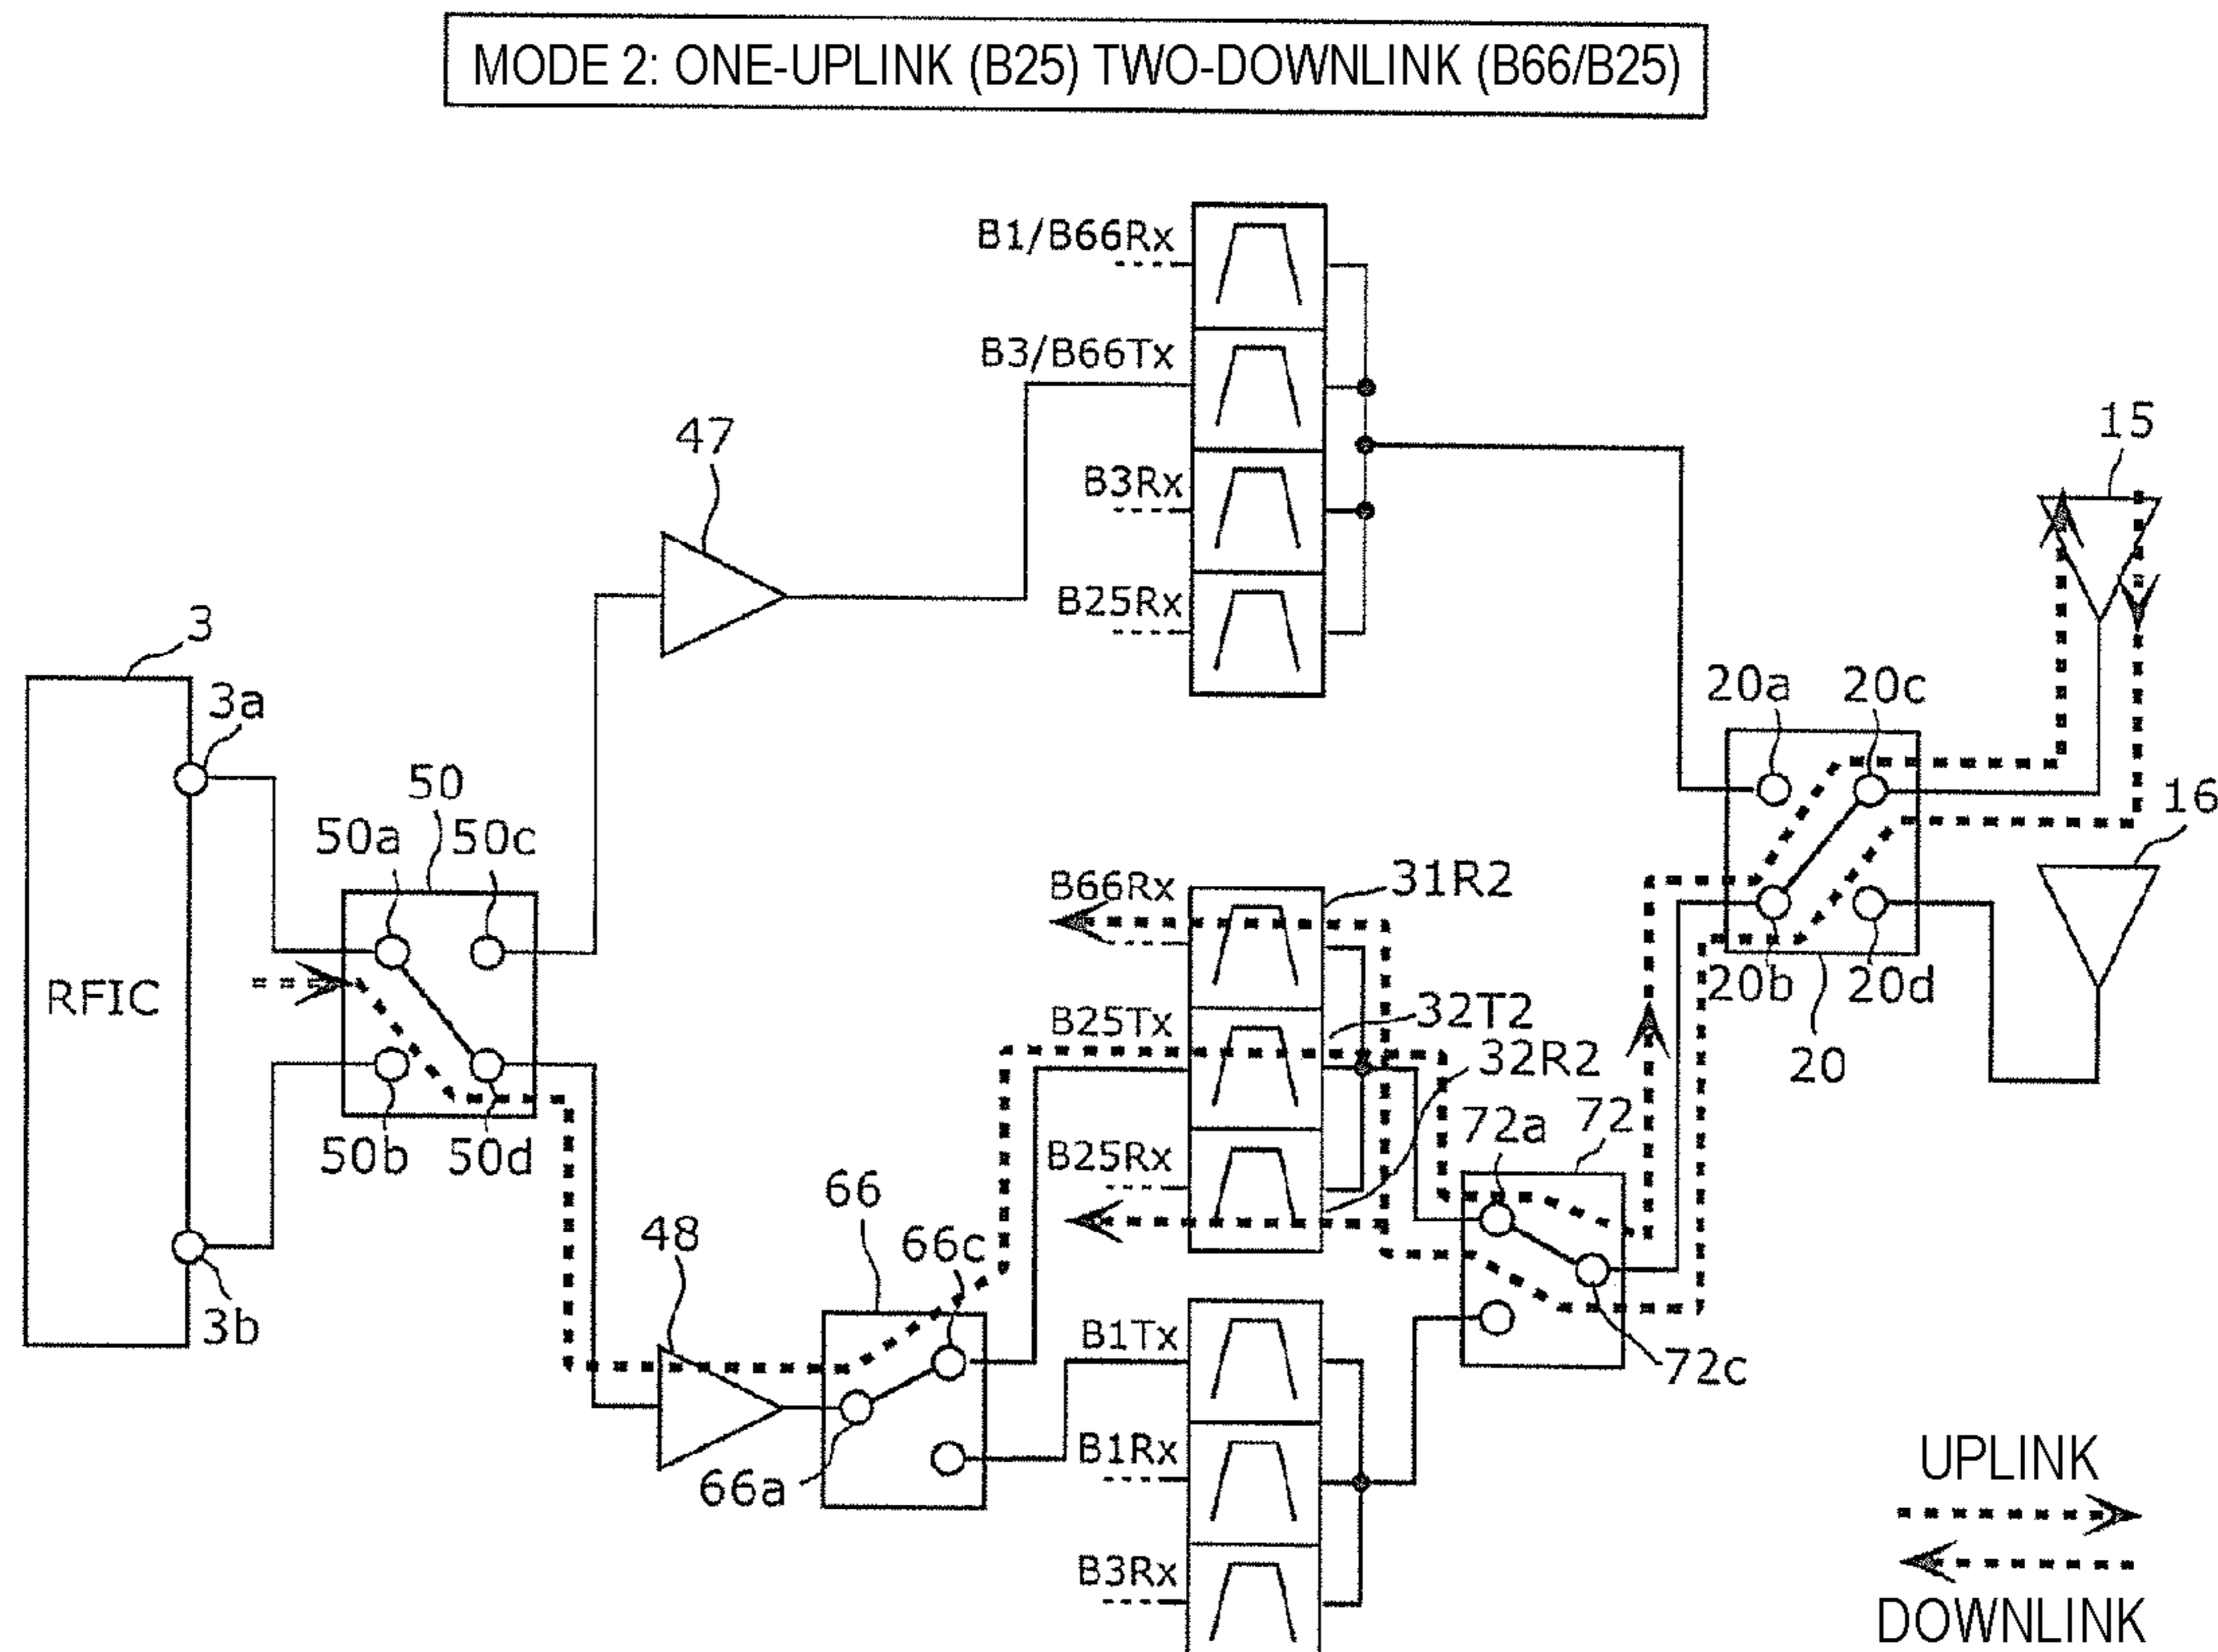 MODE 2: ONE-UPLINK (B25) TWO-DOWNLINK (B66/B25)
B1/B66Rx
B3/B66Tx
B3Rx
B25Rx
47
15
3
3a
50
50a
50c
RFIC
50b
50d
3b
20a
20c
16
20b
20d
20
B66Rx
31R2
B25Tx
32T2
32R2
B25Rx
72a
72
72c
66
66c
48
66a
B1Tx
B1Rx
B3Rx
UPLINK
DOWNLINK